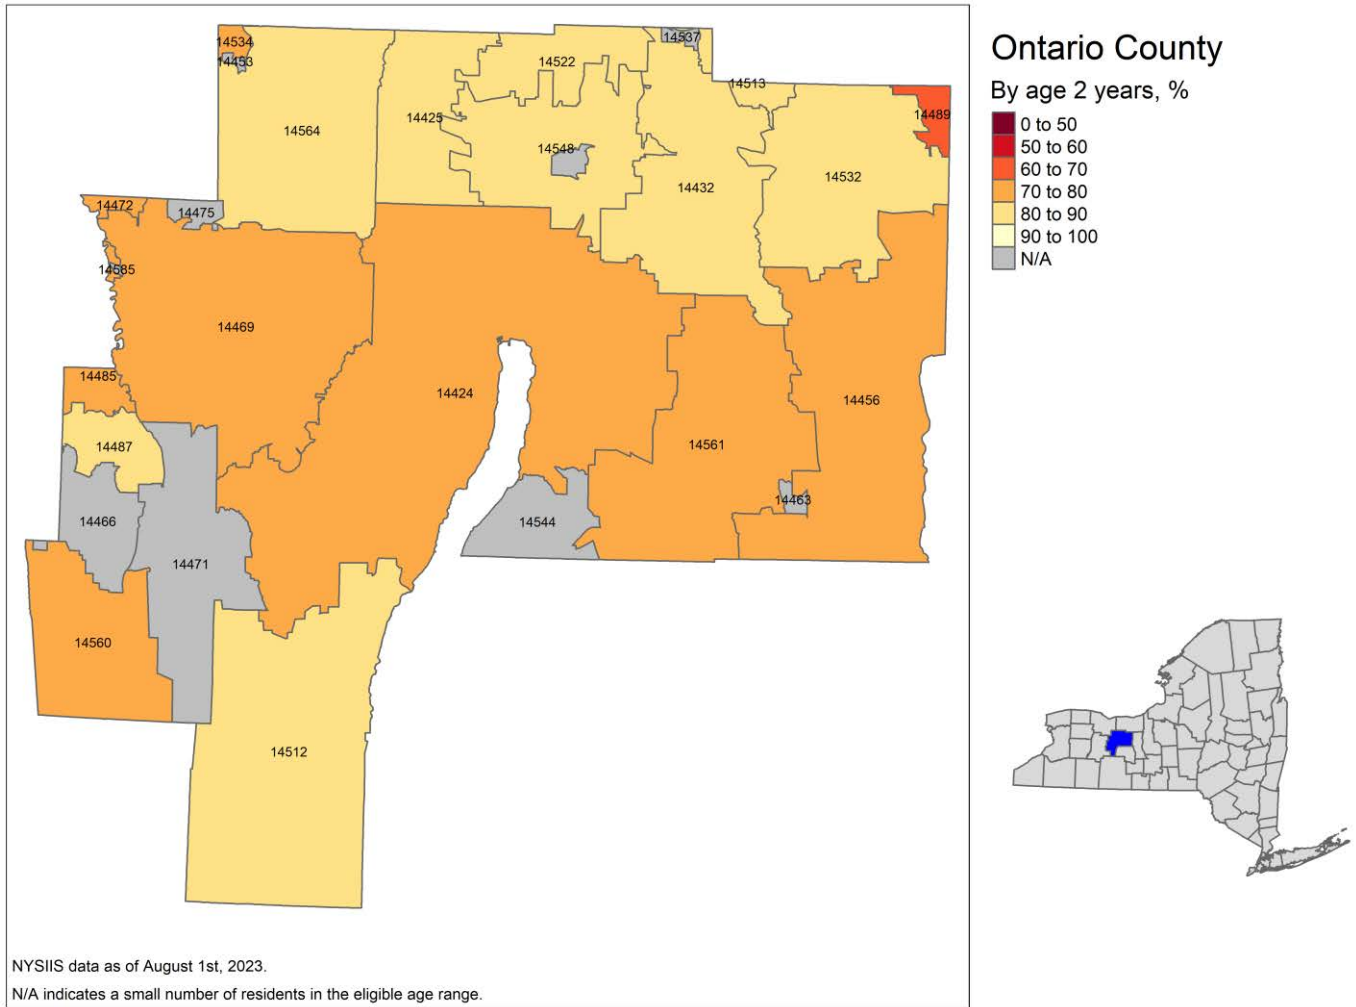 Ontario County
By age 2 years, %
0 to 50
50 to 60
60 to 70
70 to 80
80 to 90
90 to 100
N/A
14534
14453
14537
14522
14513
14489
14425
14564
14548
14532
14432
14472
14475
14585
14469
14485
14424
14456
14561
14487
14463
14466
14544
14471
14560
14512
NYSIIS data as of August 1st, 2023.
N/A indicates a small number of residents in the eligible age range.